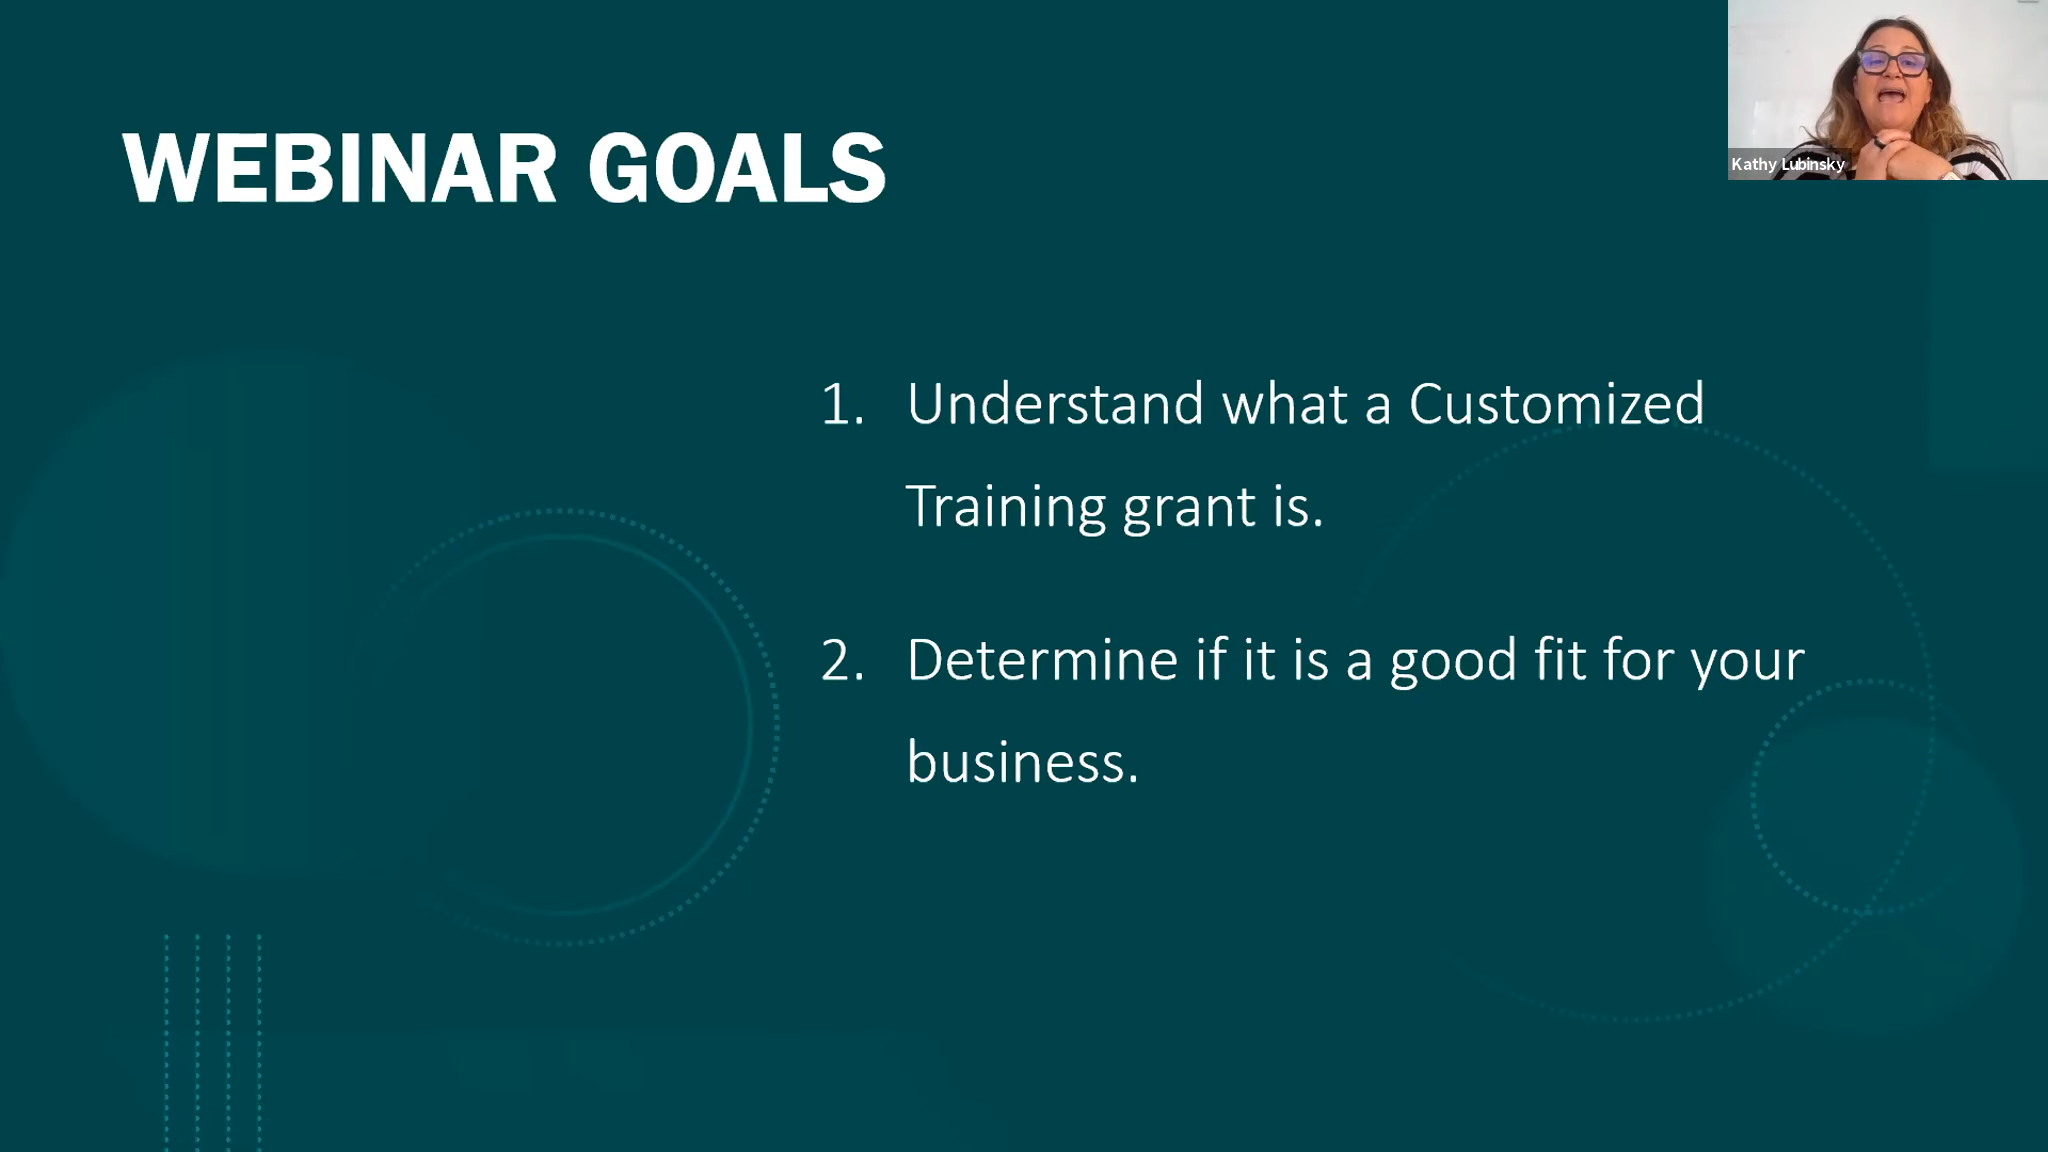 WEBINAR GOALS
Kathy Lubinsky
1. Understand what a Customized
Training grant is.
2. Determine if it is a good fit for your
business.